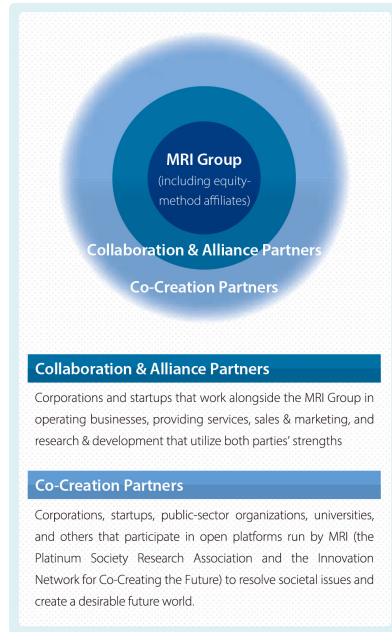 MRI Group
(including equity-
method affiliates)
Collaboration & Alliance Partners
Co-Creation Partners
Collaboration & Alliance Partners
Corporations and startups that work alongside the MRI Group in
operating businesses, providing services, sales & marketing, and
research & development that utilize both parties’ strengths
Co-Creation Partners
Corporations, startups, public-sector organizations, universities,
and others that participate in open platforms run by MRI (the
Platinum Society Research Association and the Innovation
Network for Co-Creating the Future) to resolve societal issues and
create a desirable future world.